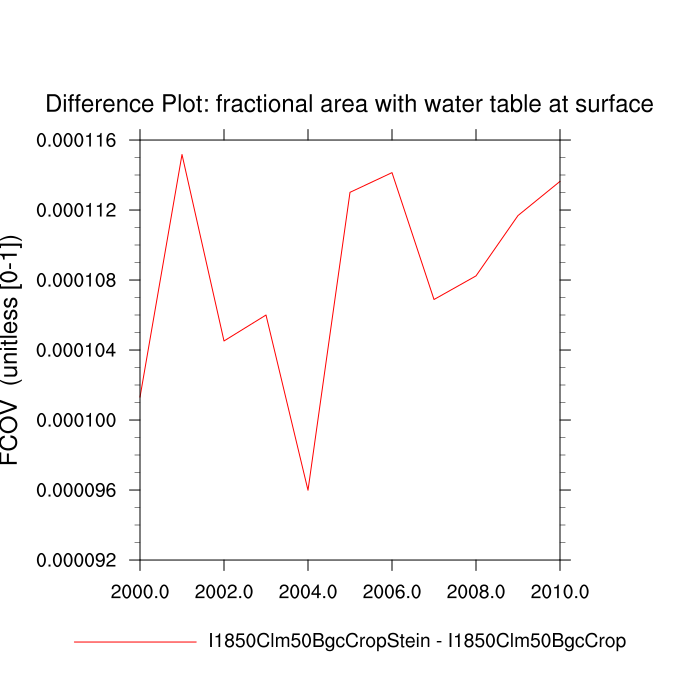 Difference Plot: fractional area with water table at surface
0.000116
0.000112
0.000108
0.000104
0.000100
0.000096
0.000092
FCOV (unitless [0-1])
2000.0 2002.0 2004.0 2006.0 2008.0 2010.0
I1850Clm50BgcCropStein - I1850Clm50BgcCrop